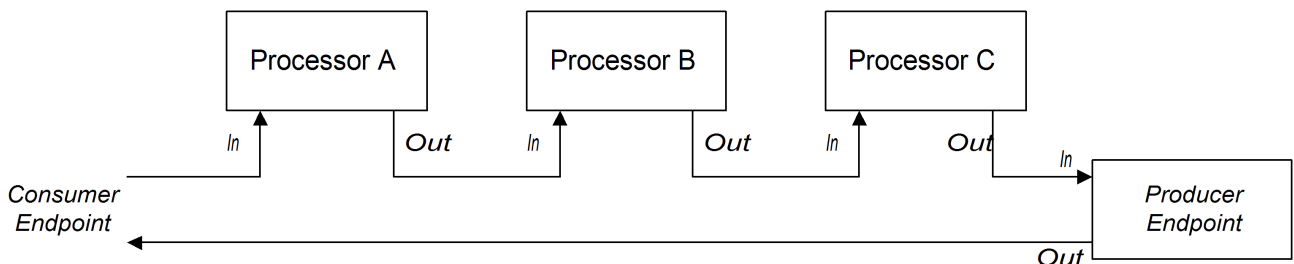 Processor A
Processor B
Processor C
In
Out
In
Out
In
Out
In
Consumer
Endpoint
Producer
Endpoint
Out